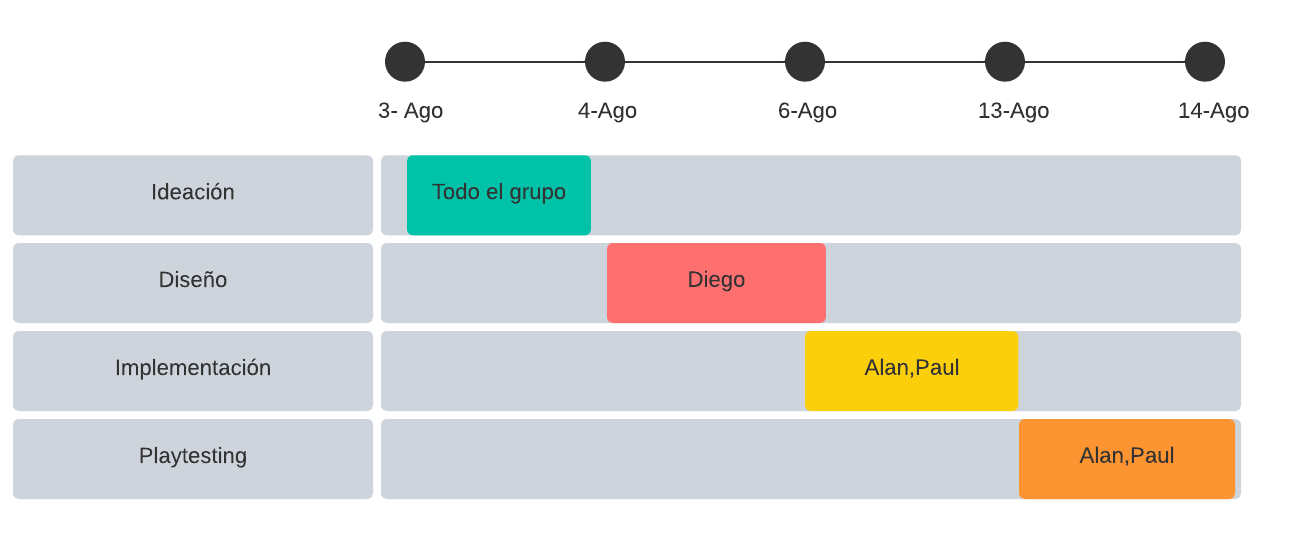 3- Ago
4-Ago
6-Ago
13-Ago
14-Ago
Ideación
Todo el grupo
Diseño
Diego
Implementación
Alan,Paul
Playtesting
Alan,Paul